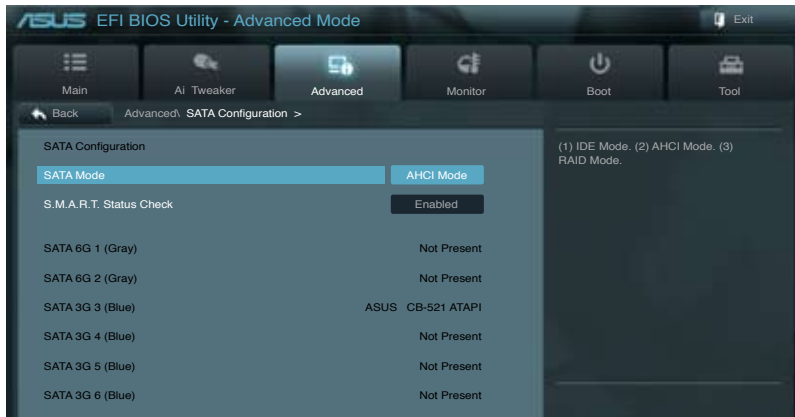 ASUS EFI BIOS Utility - Advanced Mode
Exit
Main Ai Tweaker Advanced Monitor Boot Tool
Back Advanced\ SATA Configuration >
SATA Configuration
(1) IDE Mode. (2) AHCI Mode. (3)
RAID Mode.
SATA Mode AHCI Mode
S.M.A.R.T. Status Check Enabled
SATA 6G 1 (Gray) Not Present
SATA 6G 2 (Gray) Not Present
SATA 3G 3 (Blue) ASUS CB-521 ATAPI
SATA 3G 4 (Blue) Not Present
SATA 3G 5 (Blue) Not Present
SATA 3G 6 (Blue) Not Present